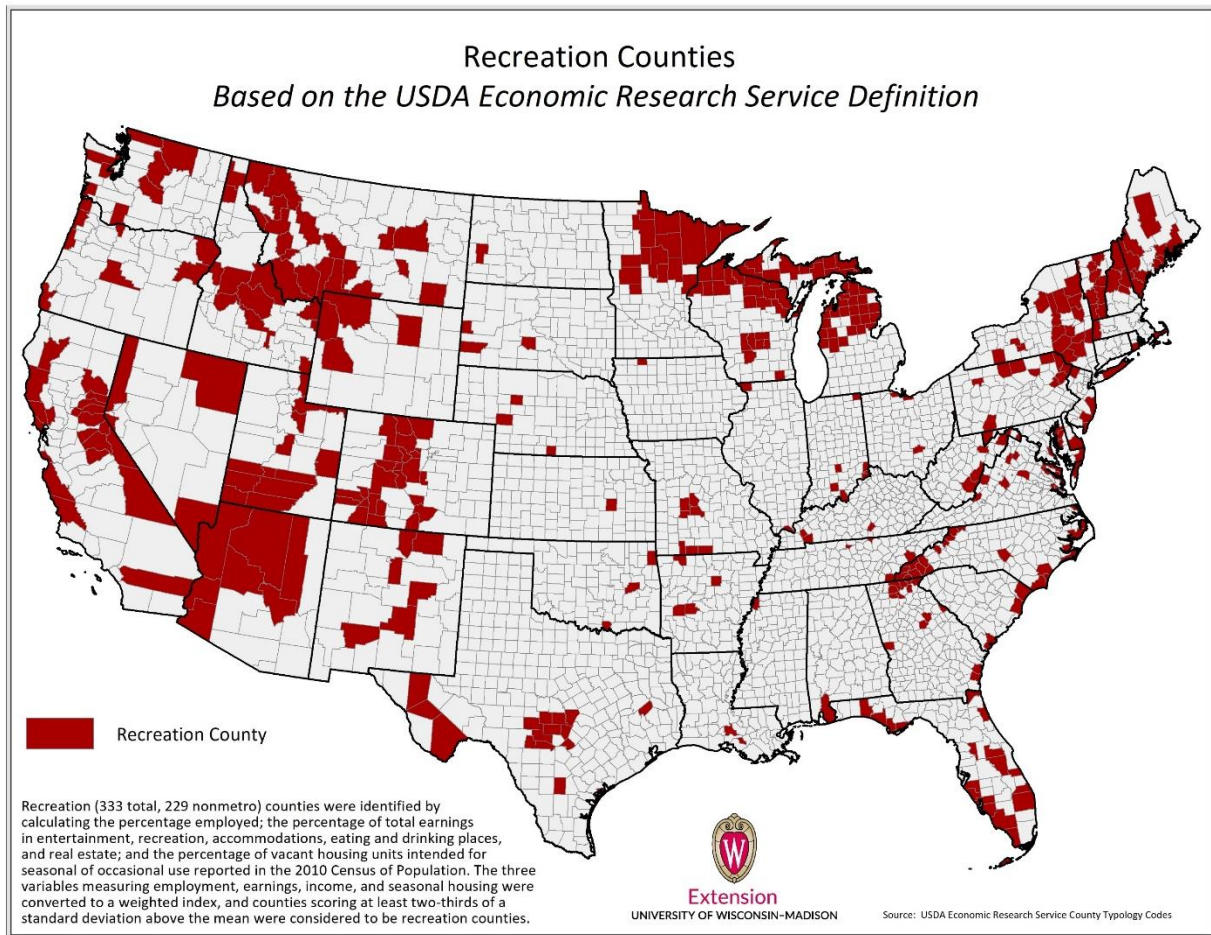 Recreation Counties
Based on the USDA Economic Research Service Definition
Recreation County
Recreation (333 total, 229 nonmetro) counties were identified by
calculating the percentage employed; the percentage of total earnings
in entertainment, recreation, accommodations, eating and drinking places,
and real estate; and the percentage of vacant housing units intended for
seasonal of occasional use reported in the 2010 Census of Population. The three
variables measuring employment, earnings, income, and seasonal housing were
converted to a weighted index, and counties scoring at least two-thirds of a
standard deviation above the mean were considered to be recreation counties.
W
Extension
UNIVERSITY OF WISCONSIN–MADISON
Source: USDA Economic Research Service County Typology Codes